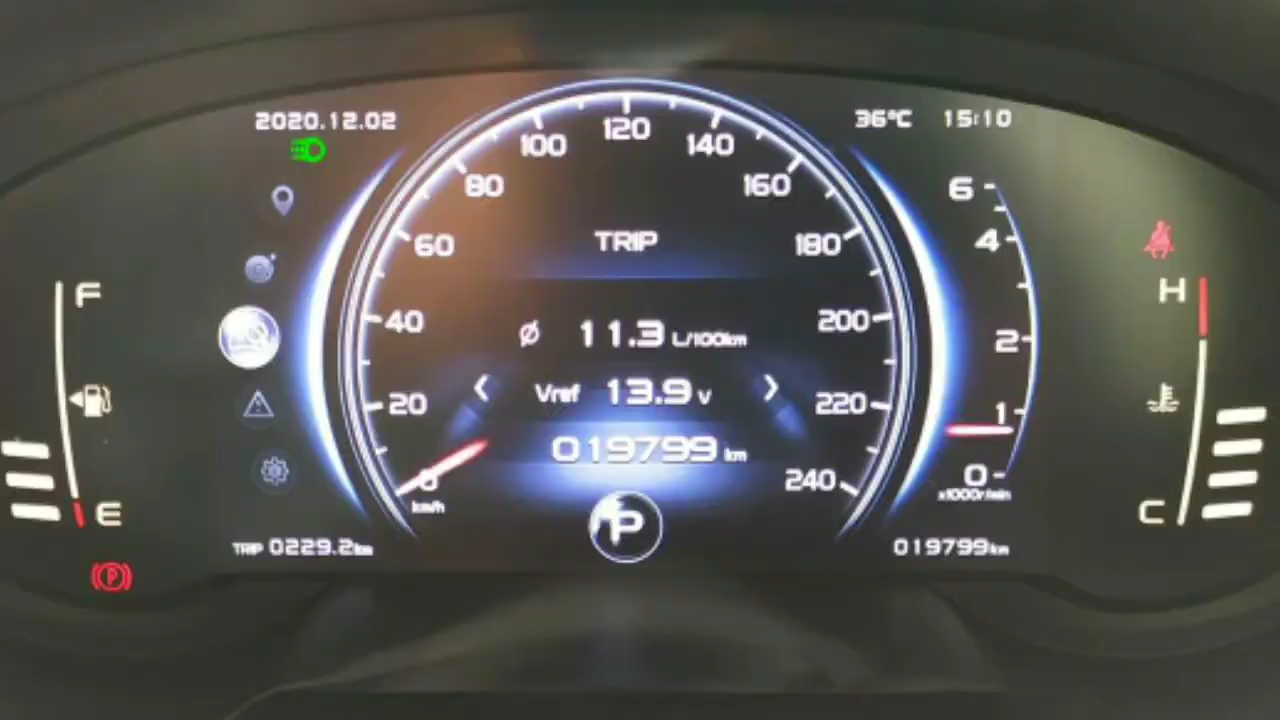 2020.12.02
36°C 15:10
0
20
40
60
80
100
120
140
160
180
200
220
240
km/h
TRIP
Ø 11.3 L/100km
Vref 13.9 V
019799 km
P
6
4
2
1
0
x1000r/min
F
E
H
C
P
TRIP 0229.2km
019799km